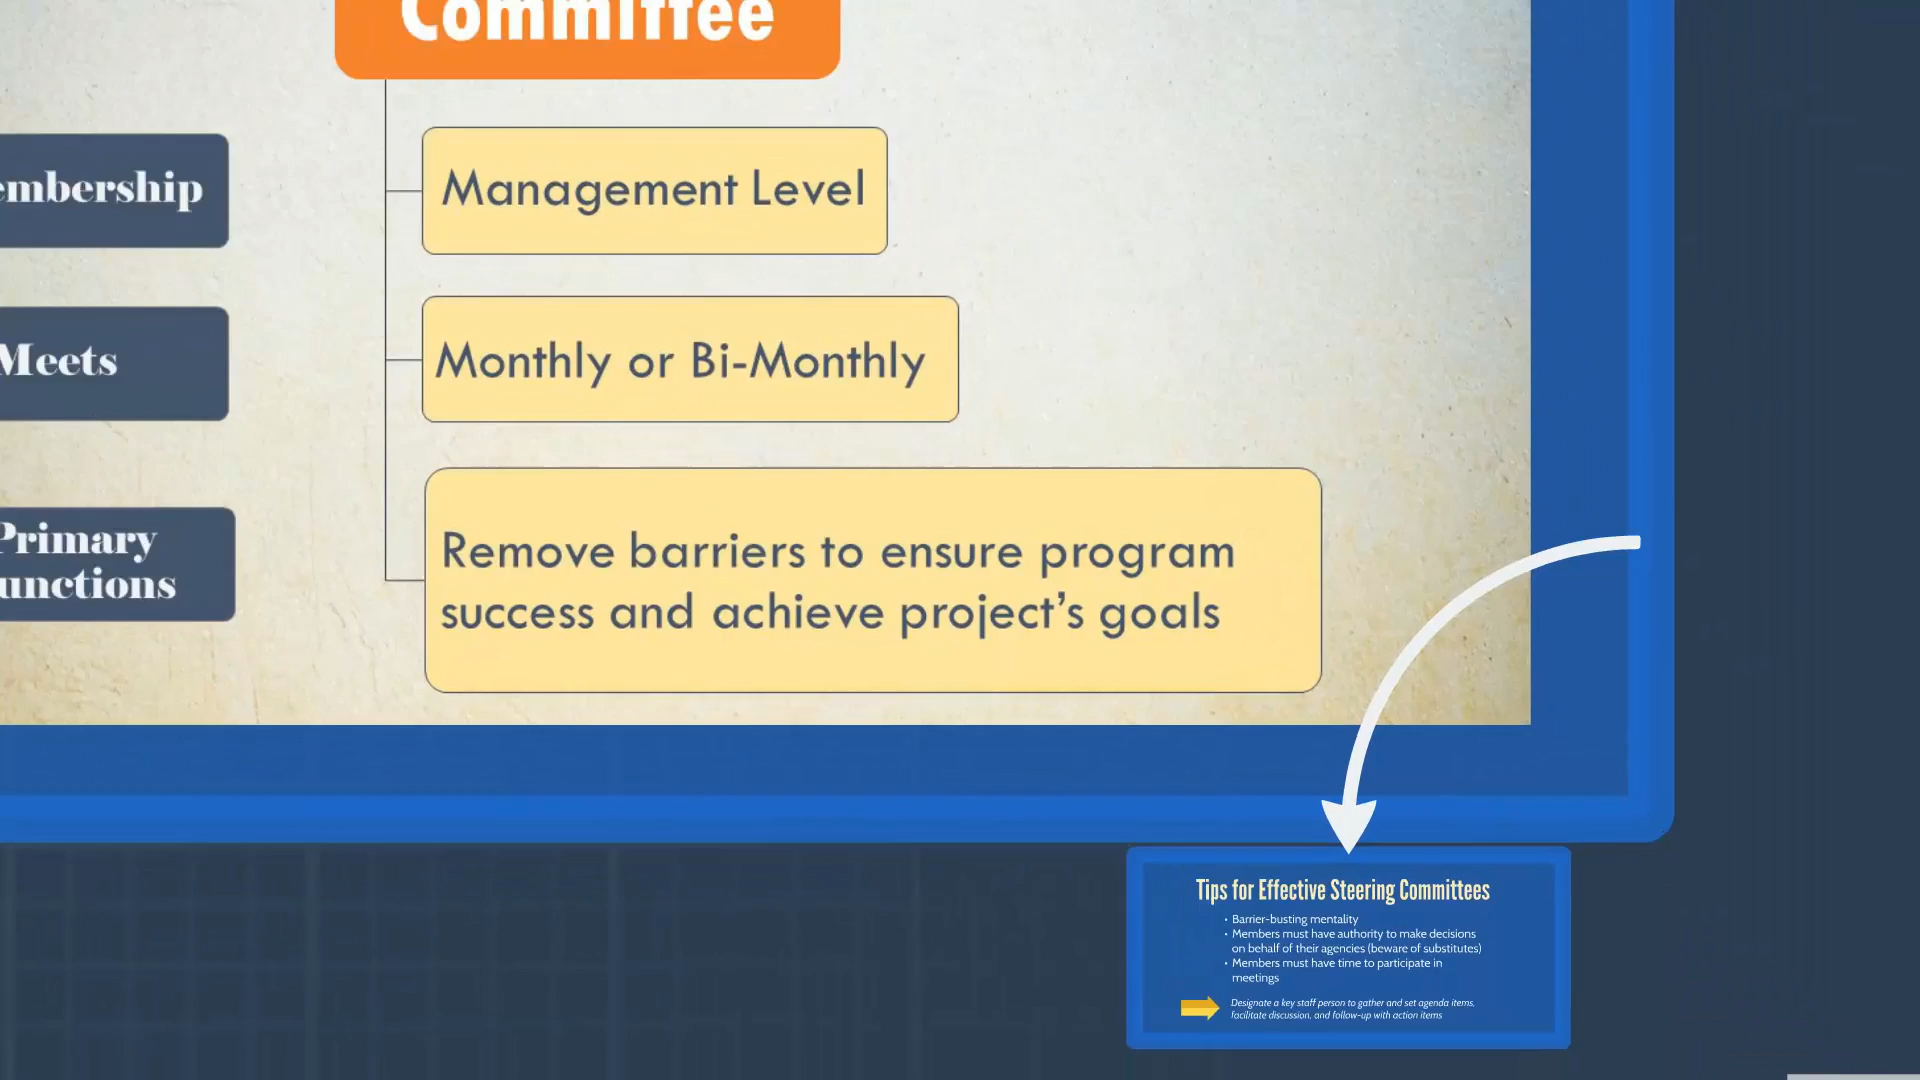 Committee
embership
Management Level
Meets
Monthly or Bi-Monthly
Primary
unctions
Remove barriers to ensure program
success and achieve project’s goals
Tips for Effective Steering Committees
• Barrier-busting mentality
• Members must have authority to make decisions
on behalf of their agencies (beware of substitutes)
• Members must have time to participate in
meetings
Designate a key staff person to gather and set agenda items,
facilitate discussion, and follow-up with action items